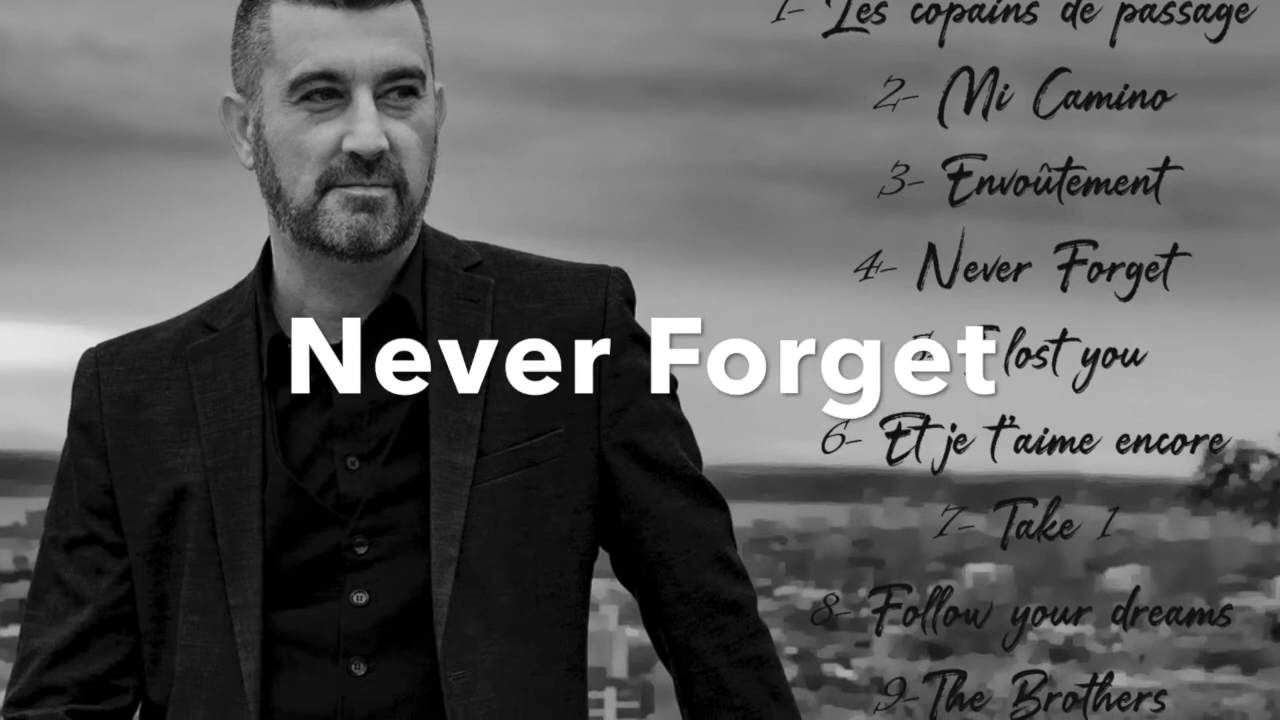 1- Les copains de passage
2- Mi Camino
3- Envoûtement
4- Never Forget
Never Forget
lost you
6- Et je t'aime encore
7- Take 1
8- Follow your dreams
9- The Brothers